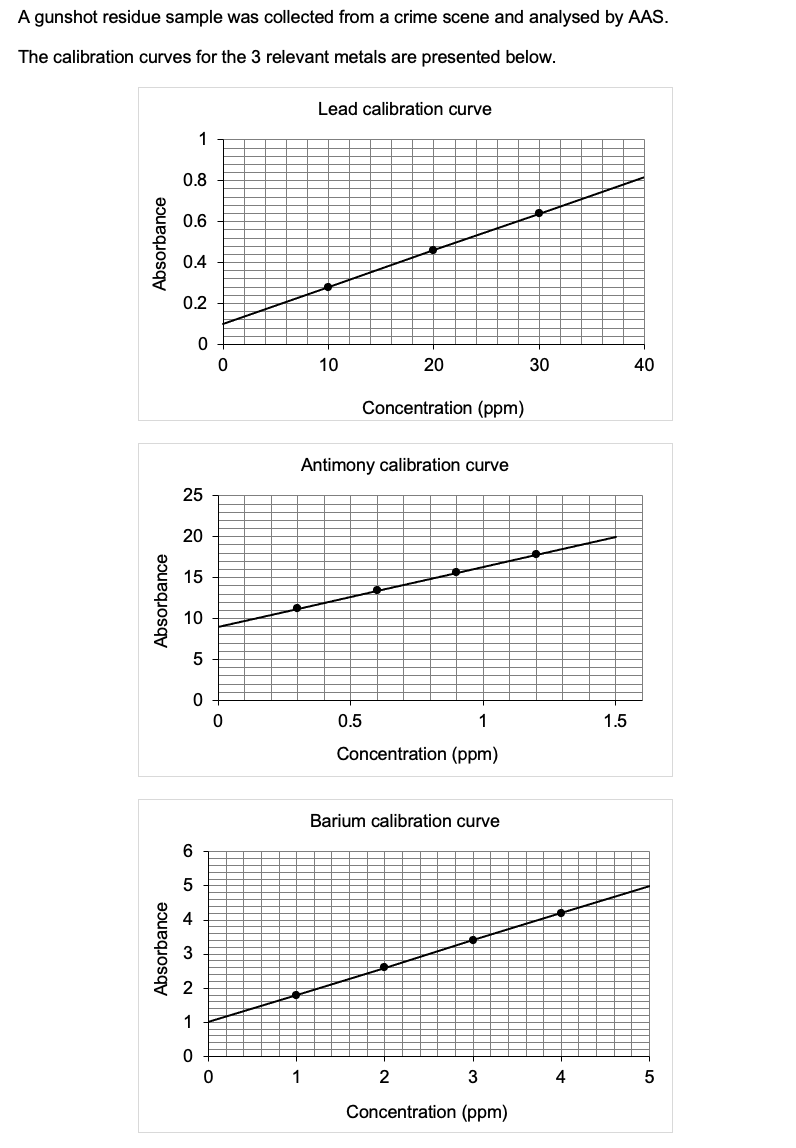 A gunshot residue sample was collected from a crime scene and analysed by AAS.
The calibration curves for the 3 relevant metals are presented below.
Lead calibration curve
Absorbance
1
0.8
0.6
0.4
0.2
0
0 10 20 30 40
Concentration (ppm)
Antimony calibration curve
Absorbance
25
20
15
10
5
0
0 0.5 1 1.5
Concentration (ppm)
Barium calibration curve
Absorbance
6
5
4
3
2
1
0
0 1 2 3 4 5
Concentration (ppm)